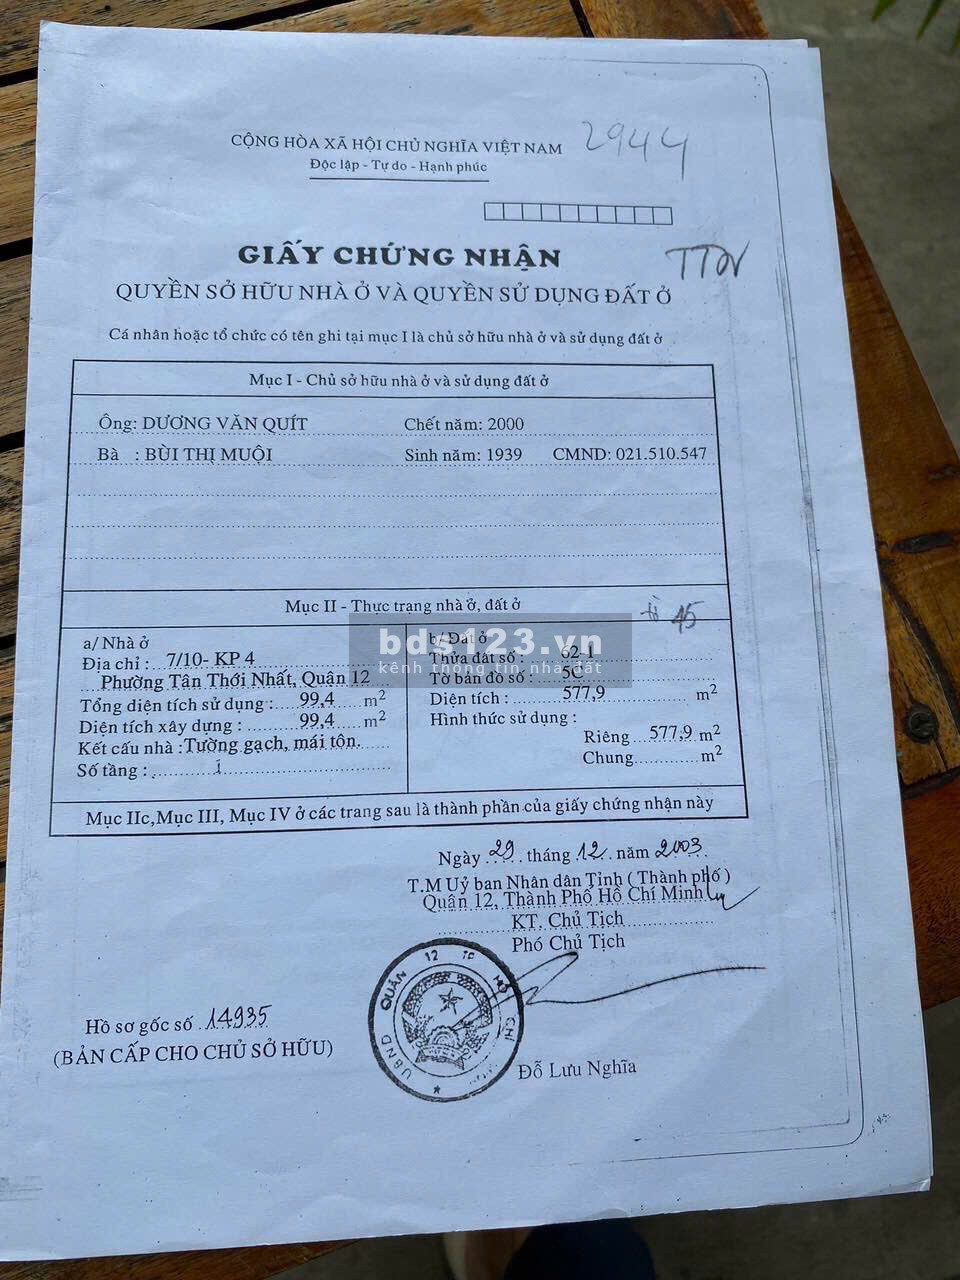 CỘNG HÒA XÃ HỘI CHỦ NGHĨA VIỆT NAM 2944
Độc lập - Tự do - Hạnh phúc
GIẤY CHỨNG NHẬN
TTN
QUYỀN SỞ HỮU NHÀ Ở VÀ QUYỀN SỬ DỤNG ĐẤT Ở
Cá nhân hoặc tổ chức có tên ghi tại mục I là chủ sở hữu nhà ở và sử dụng đất ở
Mục I - Chủ sở hữu nhà ở và sử dụng đất ở
Ông: DƯƠNG VĂN QUÍT Chết năm: 2000
Bà : BÙI THỊ MUỘI Sinh năm: 1939 CMND: 021.510.547
Mục II - Thực trạng nhà ở, đất ở
tờ 45
a/ Nhà ở
Địa chỉ : 7/10- KP 4
Phường Tân Thới Nhất, Quận 12
Tổng diện tích sử dụng : 99,4 m2
Diện tích xây dựng : 99,4 m2
Kết cấu nhà : Tường gạch, mái tôn.
Số tầng : 1
b/ Đất ở
Thửa đất số : 62-1
Tờ bản đồ số : 5C
Diện tích : 577,9 m2
Hình thức sử dụng :
Riêng 577,9 m2
Chung m2
bds123.vn
kênh thông tin nhà đất
Mục IIc, Mục III, Mục IV ở các trang sau là thành phần của giấy chứng nhận này
Ngày 29 tháng 12 năm 2003
T.M Uỷ ban Nhân dân Tỉnh ( Thành phố )
Quận 12, Thành Phố Hồ Chí Minh
KT. Chủ Tịch
Phó Chủ Tịch
UBND QUẬN 12 TP HỒ CHÍ
Hồ sơ gốc số 14935
(BẢN CẤP CHO CHỦ SỞ HỮU)
Đỗ Lưu Nghĩa